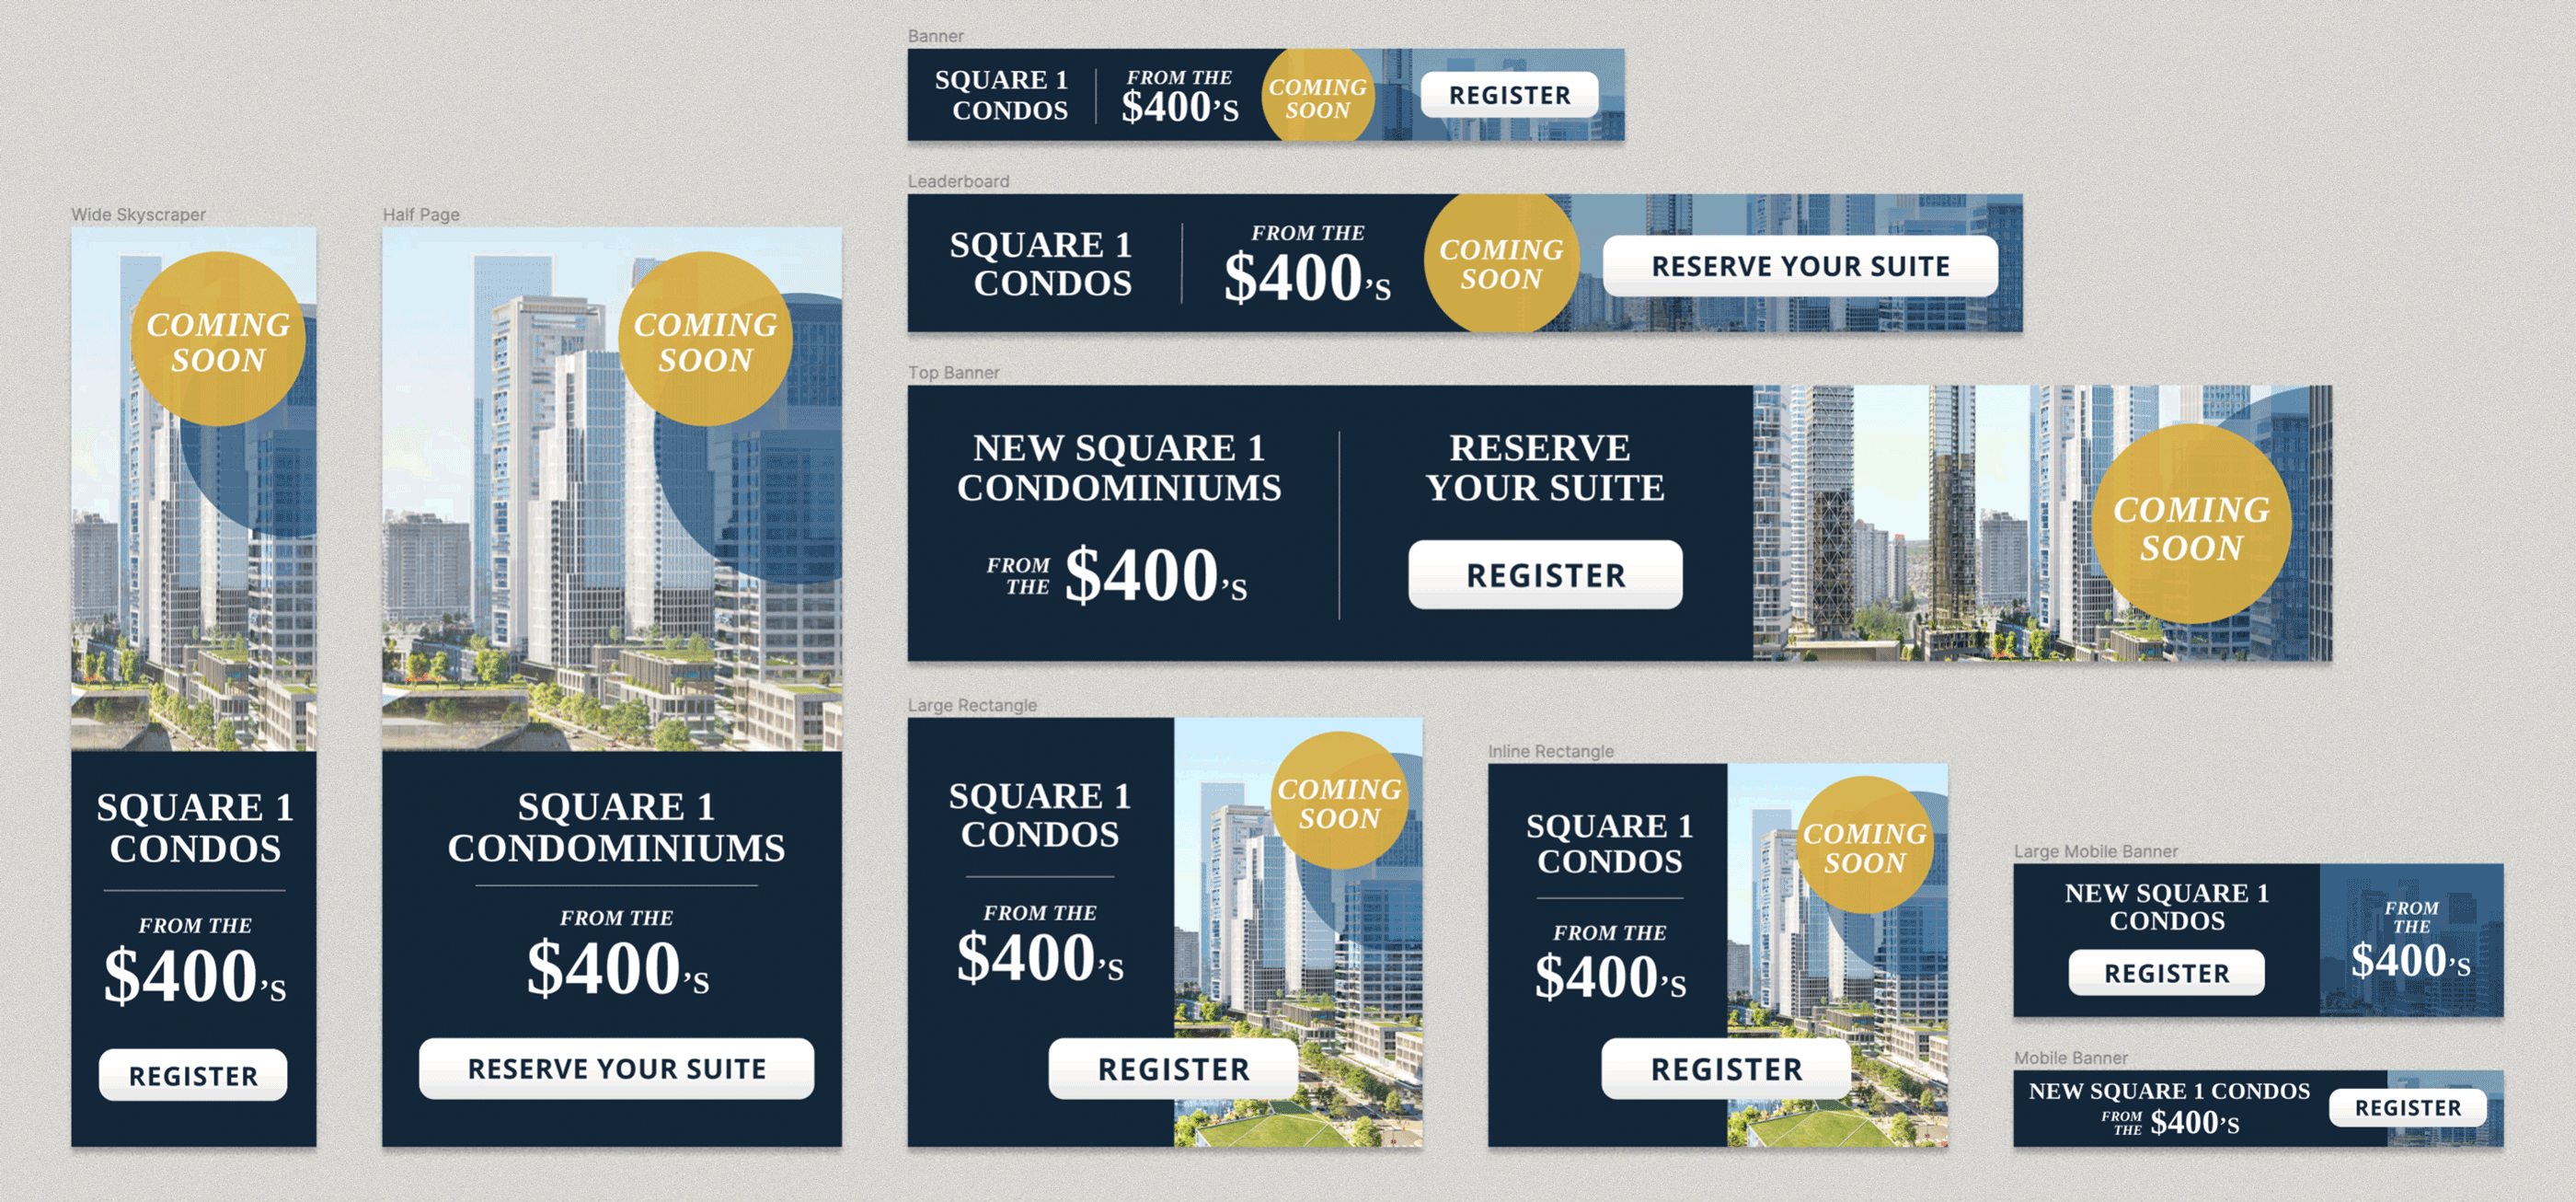 Banner
SQUARE 1
CONDOS
FROM THE
$400’S
COMING
SOON
REGISTER
Leaderboard
SQUARE 1
CONDOS
FROM THE
$400’S
COMING
SOON
RESERVE YOUR SUITE
Wide Skyscraper
COMING
SOON
SQUARE 1
CONDOS
FROM THE
$400’S
REGISTER
Half Page
COMING
SOON
SQUARE 1
CONDOMINIUMS
FROM THE
$400’S
RESERVE YOUR SUITE
Top Banner
NEW SQUARE 1
CONDOMINIUMS
FROM
THE
$400’S
RESERVE
YOUR SUITE
REGISTER
COMING
SOON
Large Rectangle
SQUARE 1
CONDOS
FROM THE
$400’S
COMING
SOON
REGISTER
Inline Rectangle
SQUARE 1
CONDOS
FROM THE
$400’S
COMING
SOON
REGISTER
Large Mobile Banner
NEW SQUARE 1
CONDOS
REGISTER
FROM
THE
$400’S
Mobile Banner
NEW SQUARE 1 CONDOS
FROM
THE
$400’S
REGISTER